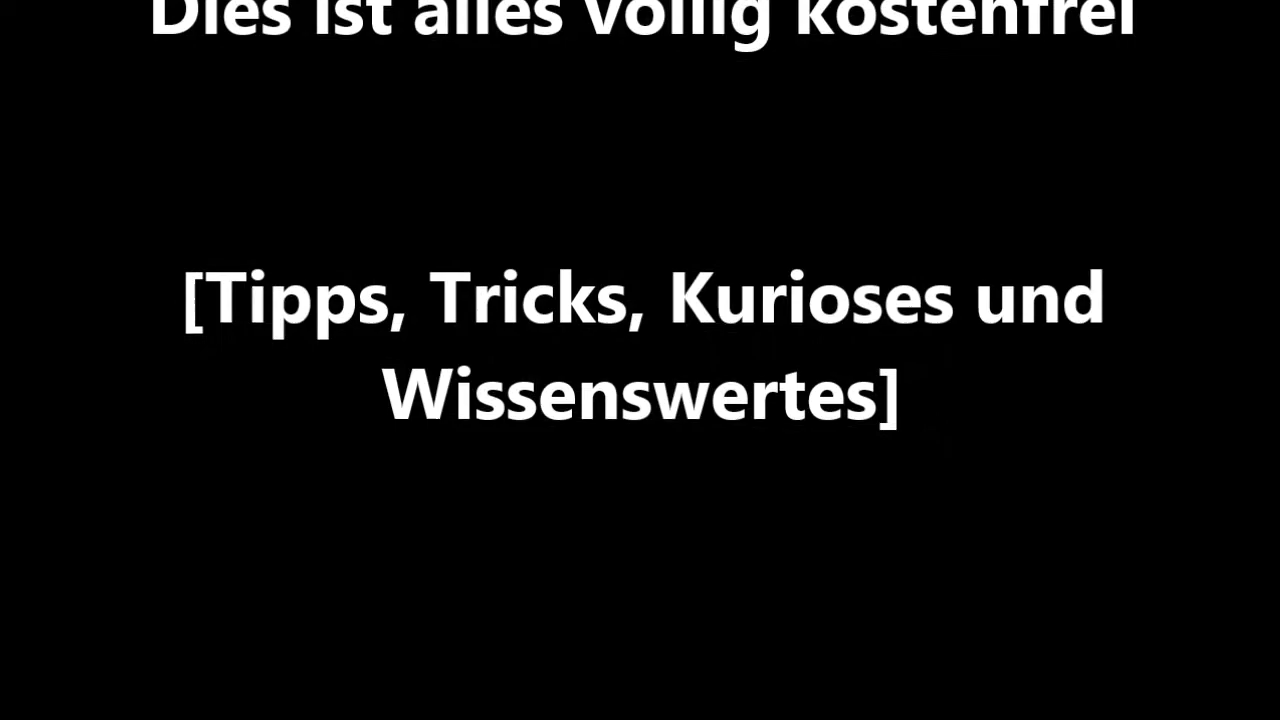 Dies ist alles völlig kostenfrei
[Tipps, Tricks, Kurioses und
Wissenswertes]